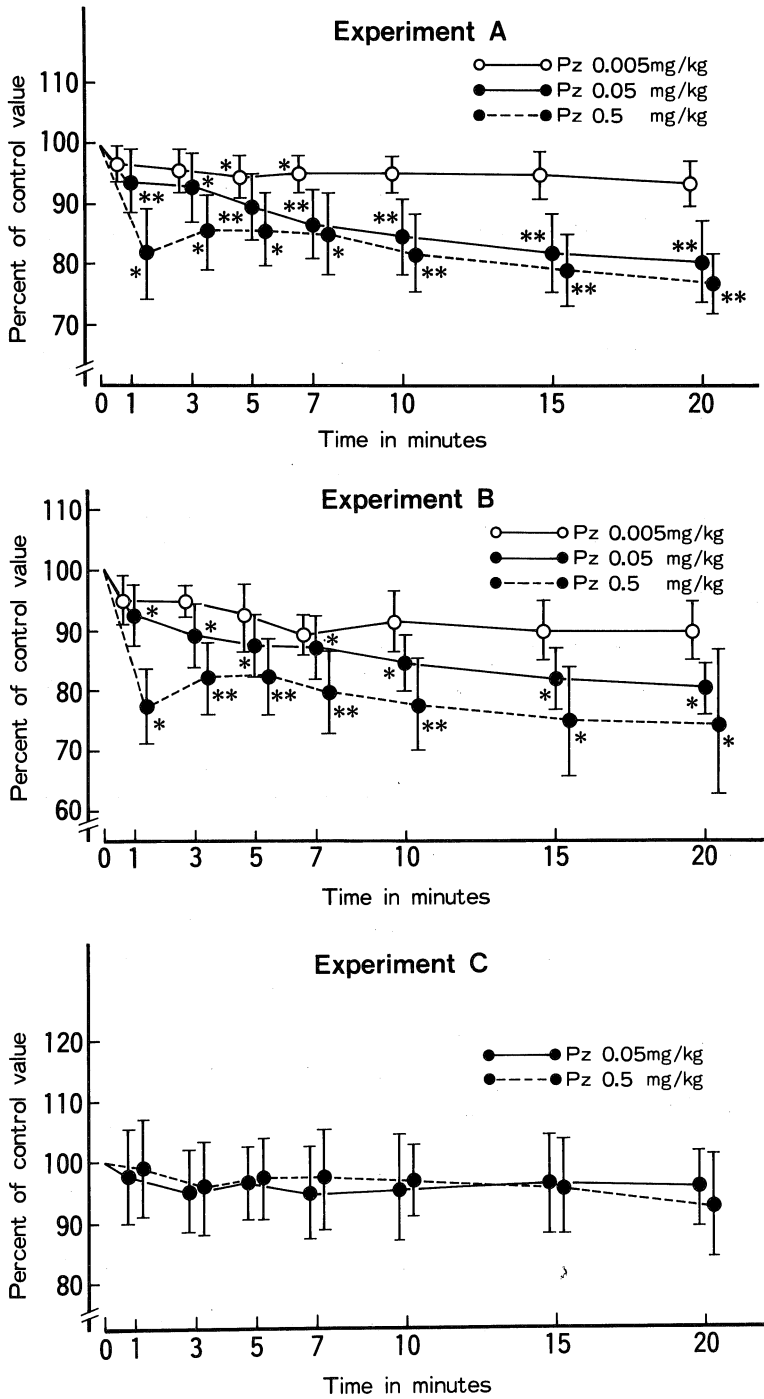 Experiment A
Pz 0.005mg/kg
Pz 0.05 mg/kg
Pz 0.5 mg/kg
Percent of control value
110
100
90
80
70
* *
** * ** ** ** ** **
* * * * ** ** **
0 1 3 5 7 10 15 20
Time in minutes
Experiment B
Pz 0.005mg/kg
Pz 0.05 mg/kg
Pz 0.5 mg/kg
Percent of control value
110
100
90
80
70
60
* * * * * * *
* ** ** ** ** * *
0 1 3 5 7 10 15 20
Time in minutes
Experiment C
Pz 0.05mg/kg
Pz 0.5 mg/kg
Percent of control value
120
110
100
90
80
0 1 3 5 7 10 15 20
Time in minutes